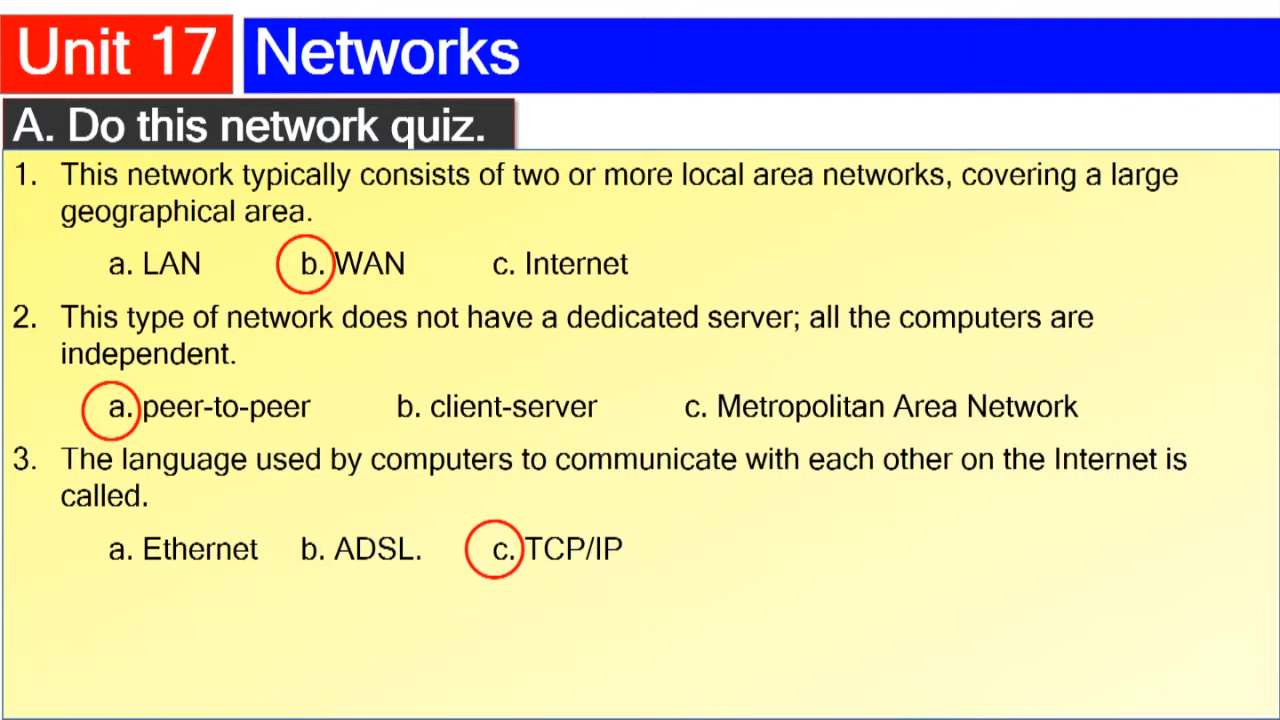 Unit 17 Networks
A. Do this network quiz.
1. This network typically consists of two or more local area networks, covering a large
geographical area.
a. LAN b. WAN c. Internet
2. This type of network does not have a dedicated server; all the computers are
independent.
a. peer-to-peer b. client-server c. Metropolitan Area Network
3. The language used by computers to communicate with each other on the Internet is
called.
a. Ethernet b. ADSL. c. TCP/IP